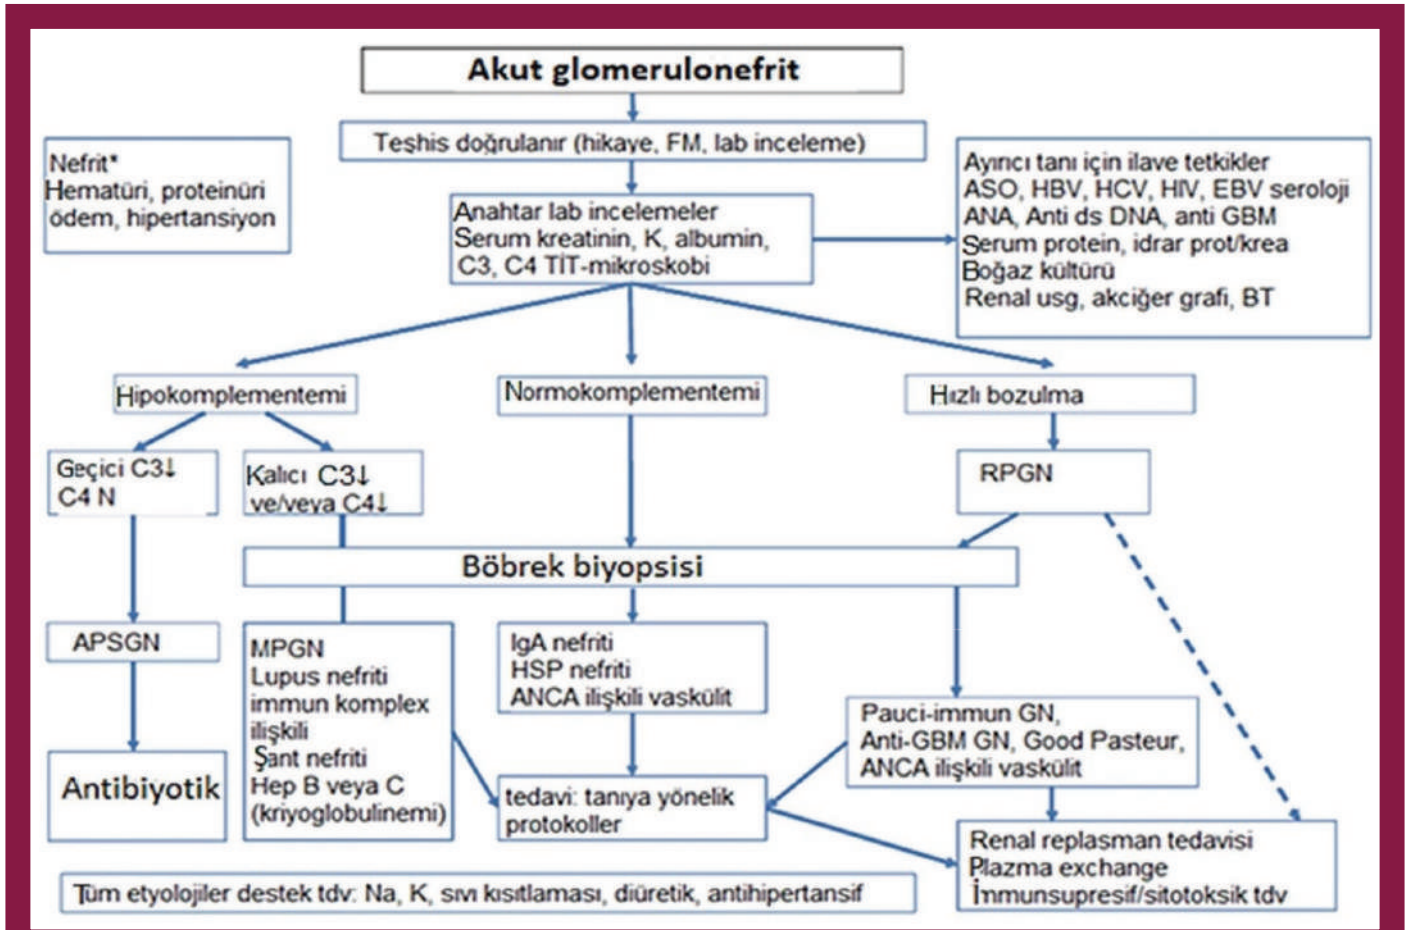 Akut glomerulonefrit
Teşhis doğrulanır (hikaye, FM, lab inceleme)
Nefrit*
Hematüri, proteinüri
ödem, hipertansiyon
Anahtar lab incelemeler
Serum kreatinin, K, albumin,
C3, C4 TİT-mikroskobi
Ayırıcı tanı için ilave tetkikler
ASO, HBV, HCV, HIV, EBV seroloji
ANA, Anti ds DNA, anti GBM
Serum protein, idrar prot/krea
Boğaz kültürü
Renal usg, akciğer grafi, BT
Hipokomplementemi
Normokomplementemi
Hızlı bozulma
Geçici C3↓
C4 N
Kalıcı C3↓
ve/veya C4↓
RPGN
Böbrek biyopsisi
APSGN
MPGN
Lupus nefriti
immun komplex
ilişkili
Şant nefriti
Hep B veya C
(kriyoglobulinemi)
IgA nefriti
HSP nefriti
ANCA ilişkili vaskülit
Pauci-immun GN,
Anti-GBM GN, Good Pasteur,
ANCA ilişkili vaskülit
Antibiyotik
tedavi: tanıya yönelik
protokoller
Renal replasman tedavisi
Plazma exchange
İmmunsupresif/sitotoksik tdv
Tüm etyolojiler destek tdv: Na, K, sıvı kısıtlaması, diüretik, antihipertansif